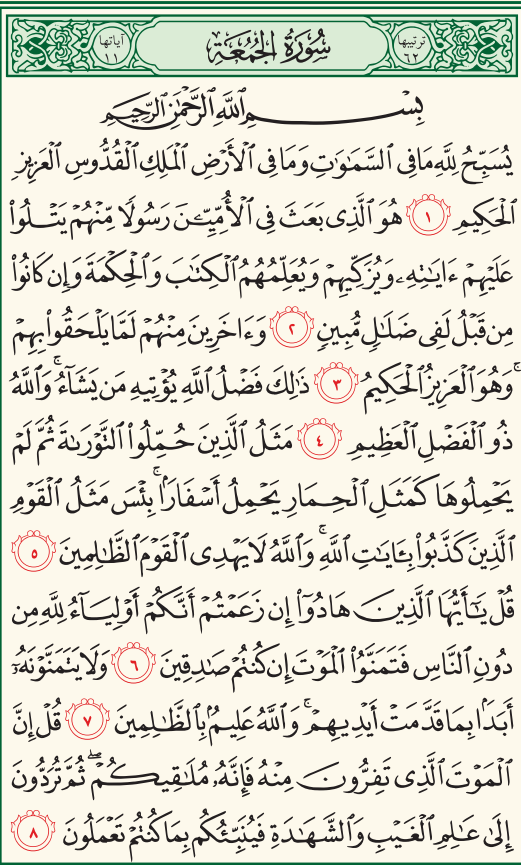 ترتيبها ٦٢ سُورَةُ الجُمُعَةِ آياتها ١١
بِسْمِ ٱللَّهِ ٱلرَّحْمَٰنِ ٱلرَّحِيمِ
يُسَبِّحُ لِلَّهِ مَا فِي ٱلسَّمَٰوَٰتِ وَمَا فِي ٱلْأَرْضِ ٱلْمَلِكِ ٱلْقُدُّوسِ ٱلْعَزِيزِ
ٱلْحَكِيمِ ١ هُوَ ٱلَّذِي بَعَثَ فِي ٱلْأُمِّيِّۦنَ رَسُولًا مِّنْهُمْ يَتْلُوا۟
عَلَيْهِمْ ءَايَٰتِهِۦ وَيُزَكِّيهِمْ وَيُعَلِّمُهُمُ ٱلْكِتَٰبَ وَٱلْحِكْمَةَ وَإِن كَانُوا۟
مِن قَبْلُ لَفِي ضَلَٰلٍ مُّبِينٍ ٢ وَءَاخَرِينَ مِنْهُمْ لَمَّا يَلْحَقُوا۟ بِهِمْ
ۚ وَهُوَ ٱلْعَزِيزُ ٱلْحَكِيمُ ٣ ذَٰلِكَ فَضْلُ ٱللَّهِ يُؤْتِيهِ مَن يَشَآءُ ۚ وَٱللَّهُ
ذُو ٱلْفَضْلِ ٱلْعَظِيمِ ٤ مَثَلُ ٱلَّذِينَ حُمِّلُوا۟ ٱلتَّوْرَىٰةَ ثُمَّ لَمْ
يَحْمِلُوهَا كَمَثَلِ ٱلْحِمَارِ يَحْمِلُ أَسْفَارًۢا ۚ بِئْسَ مَثَلُ ٱلْقَوْمِ
ٱلَّذِينَ كَذَّبُوا۟ بِـَٔايَٰتِ ٱللَّهِ ۚ وَٱللَّهُ لَا يَهْدِي ٱلْقَوْمَ ٱلظَّٰلِمِينَ ٥
قُلْ يَٰٓأَيُّهَا ٱلَّذِينَ هَادُوٓا۟ إِن زَعَمْتُمْ أَنَّكُمْ أَوْلِيَآءُ لِلَّهِ مِن
دُونِ ٱلنَّاسِ فَتَمَنَّوُا۟ ٱلْمَوْتَ إِن كُنتُمْ صَٰدِقِينَ ٦ وَلَا يَتَمَنَّوْنَهُۥٓ
أَبَدًۢا بِمَا قَدَّمَتْ أَيْدِيهِمْ ۚ وَٱللَّهُ عَلِيمٌۢ بِٱلظَّٰلِمِينَ ٧ قُلْ إِنَّ
ٱلْمَوْتَ ٱلَّذِي تَفِرُّونَ مِنْهُ فَإِنَّهُۥ مُلَٰقِيكُمْ ۖ ثُمَّ تُرَدُّونَ
إِلَىٰ عَٰلِمِ ٱلْغَيْبِ وَٱلشَّهَٰدَةِ فَيُنَبِّئُكُم بِمَا كُنتُمْ تَعْمَلُونَ ٨